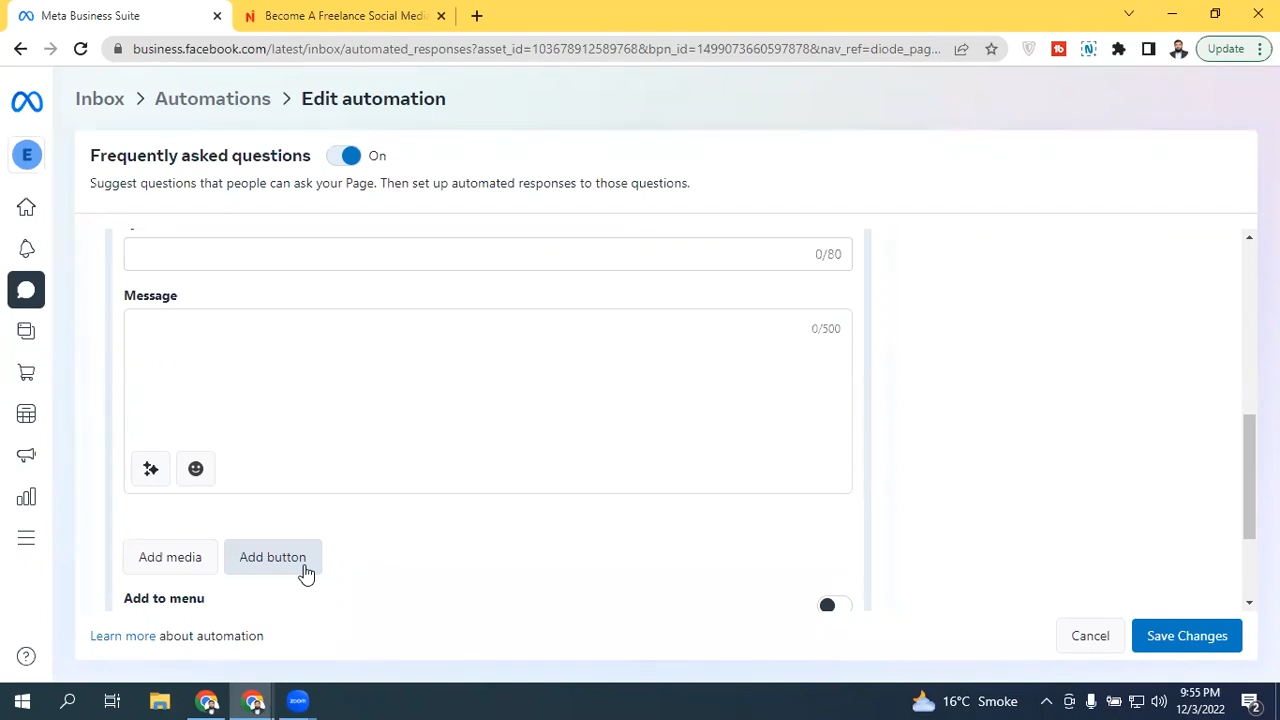 Meta Business Suite
Become A Freelance Social Medi
business.facebook.com/latest/inbox/automated_responses?asset_id=103678912589768&bpn_id=1499073060597878&nav_ref=diode_pag...
Update
Inbox > Automations > Edit automation
E
Frequently asked questions On
Suggest questions that people can ask your Page. Then set up automated responses to those questions.
0/80
Message
0/500
Add media Add button
Add to menu
Learn more about automation
Cancel Save Changes
zoom
16°C Smoke
9:55 PM
12/3/2022
2